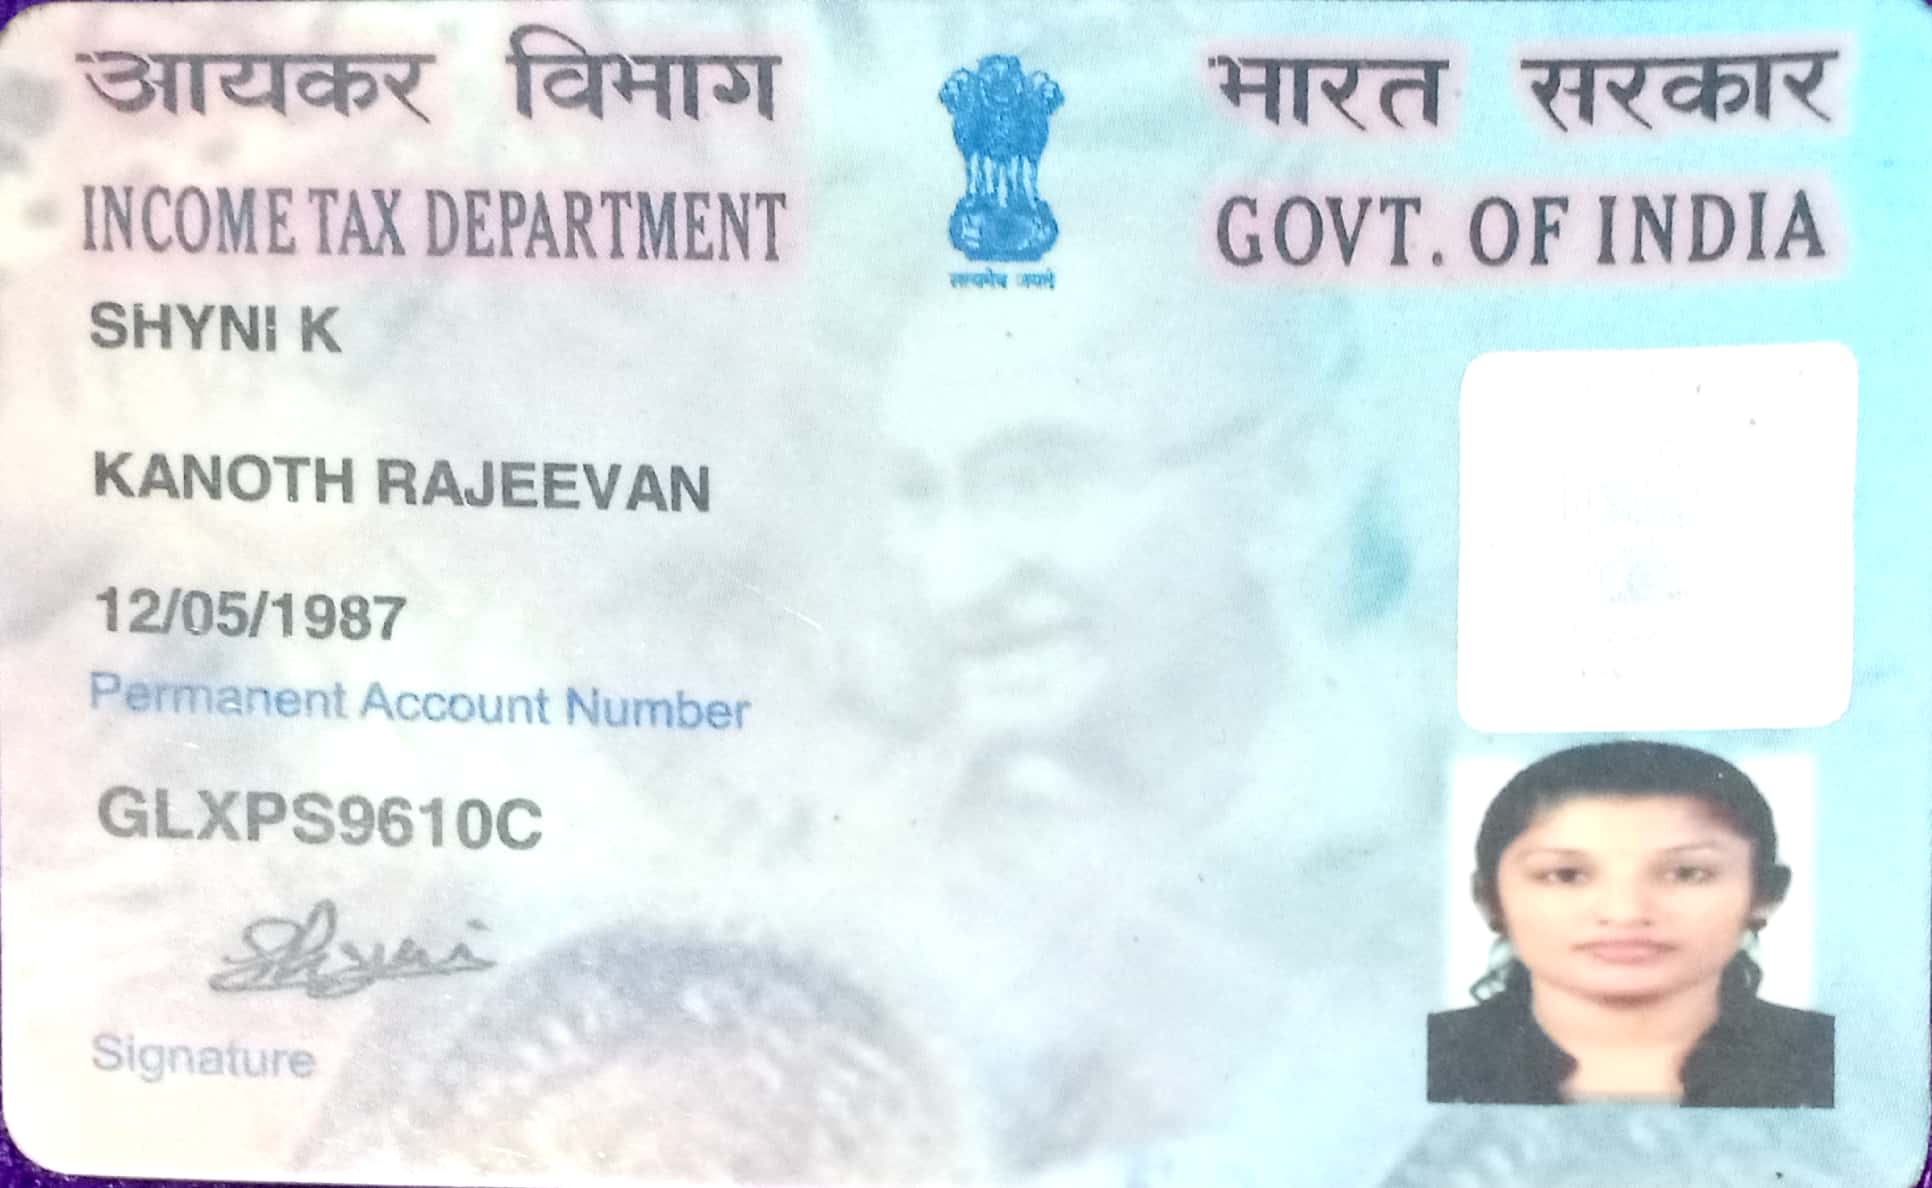 आयकर विभाग
INCOME TAX DEPARTMENT
सत्यमेव जयते
भारत सरकार
GOVT. OF INDIA
SHYNI K
KANOTH RAJEEVAN
12/05/1987
Permanent Account Number
GLXPS9610C
Shyni
Signature